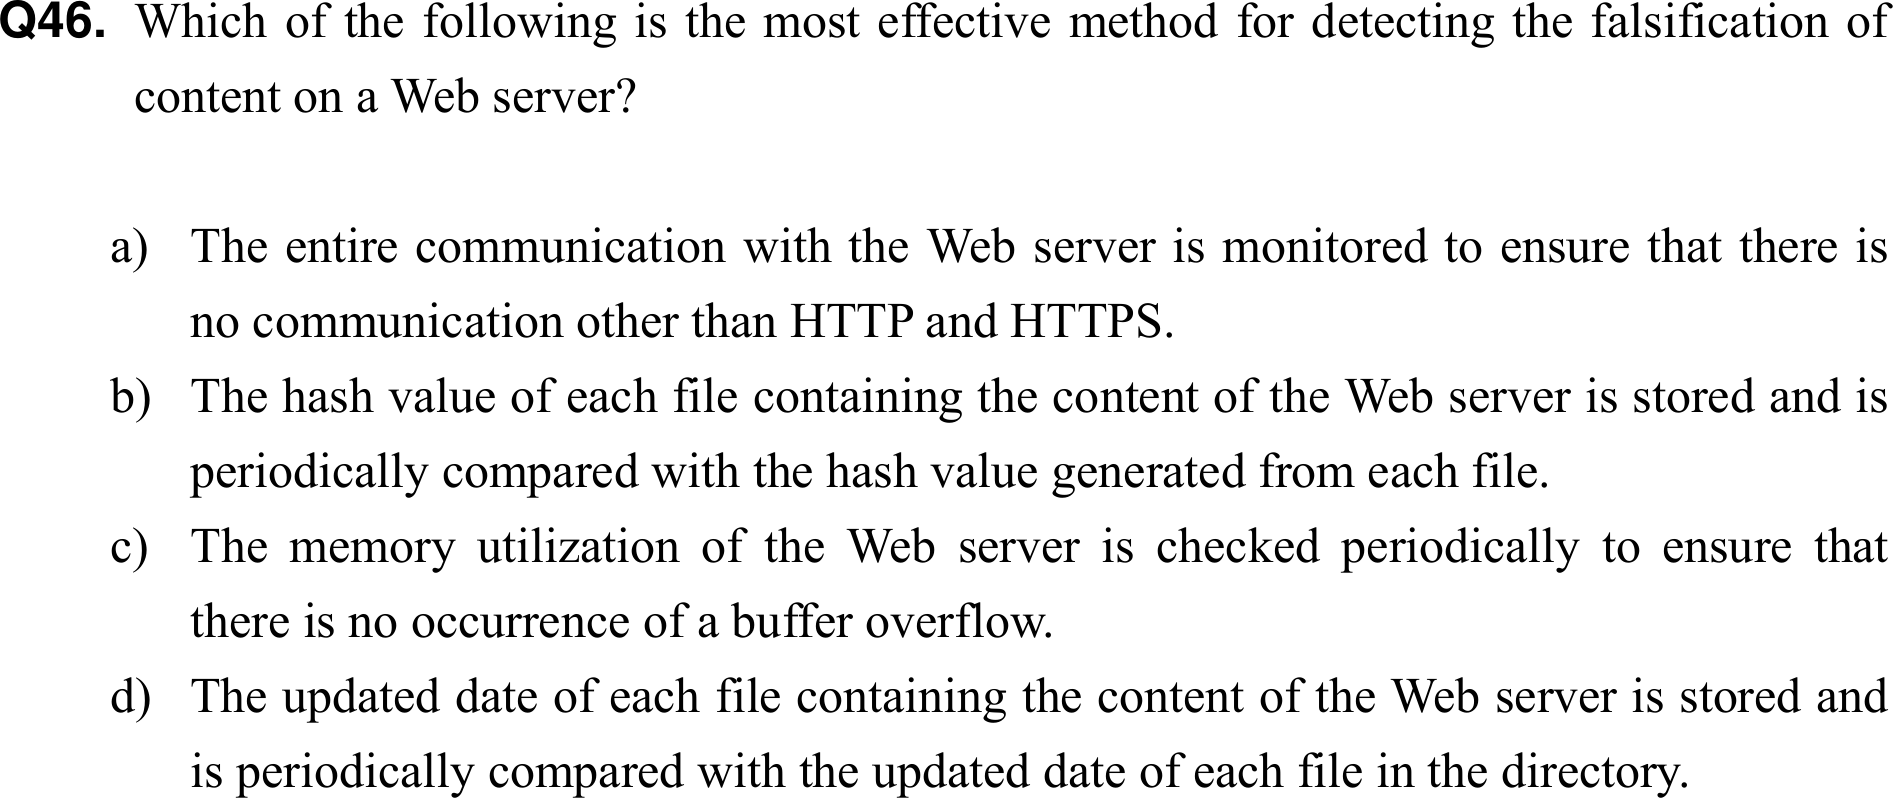 Q46. Which of the following is the most effective method for detecting the falsification of
content on a Web server?
a) The entire communication with the Web server is monitored to ensure that there is
no communication other than HTTP and HTTPS.
b) The hash value of each file containing the content of the Web server is stored and is
periodically compared with the hash value generated from each file.
c) The memory utilization of the Web server is checked periodically to ensure that
there is no occurrence of a buffer overflow.
d) The updated date of each file containing the content of the Web server is stored and
is periodically compared with the updated date of each file in the directory.